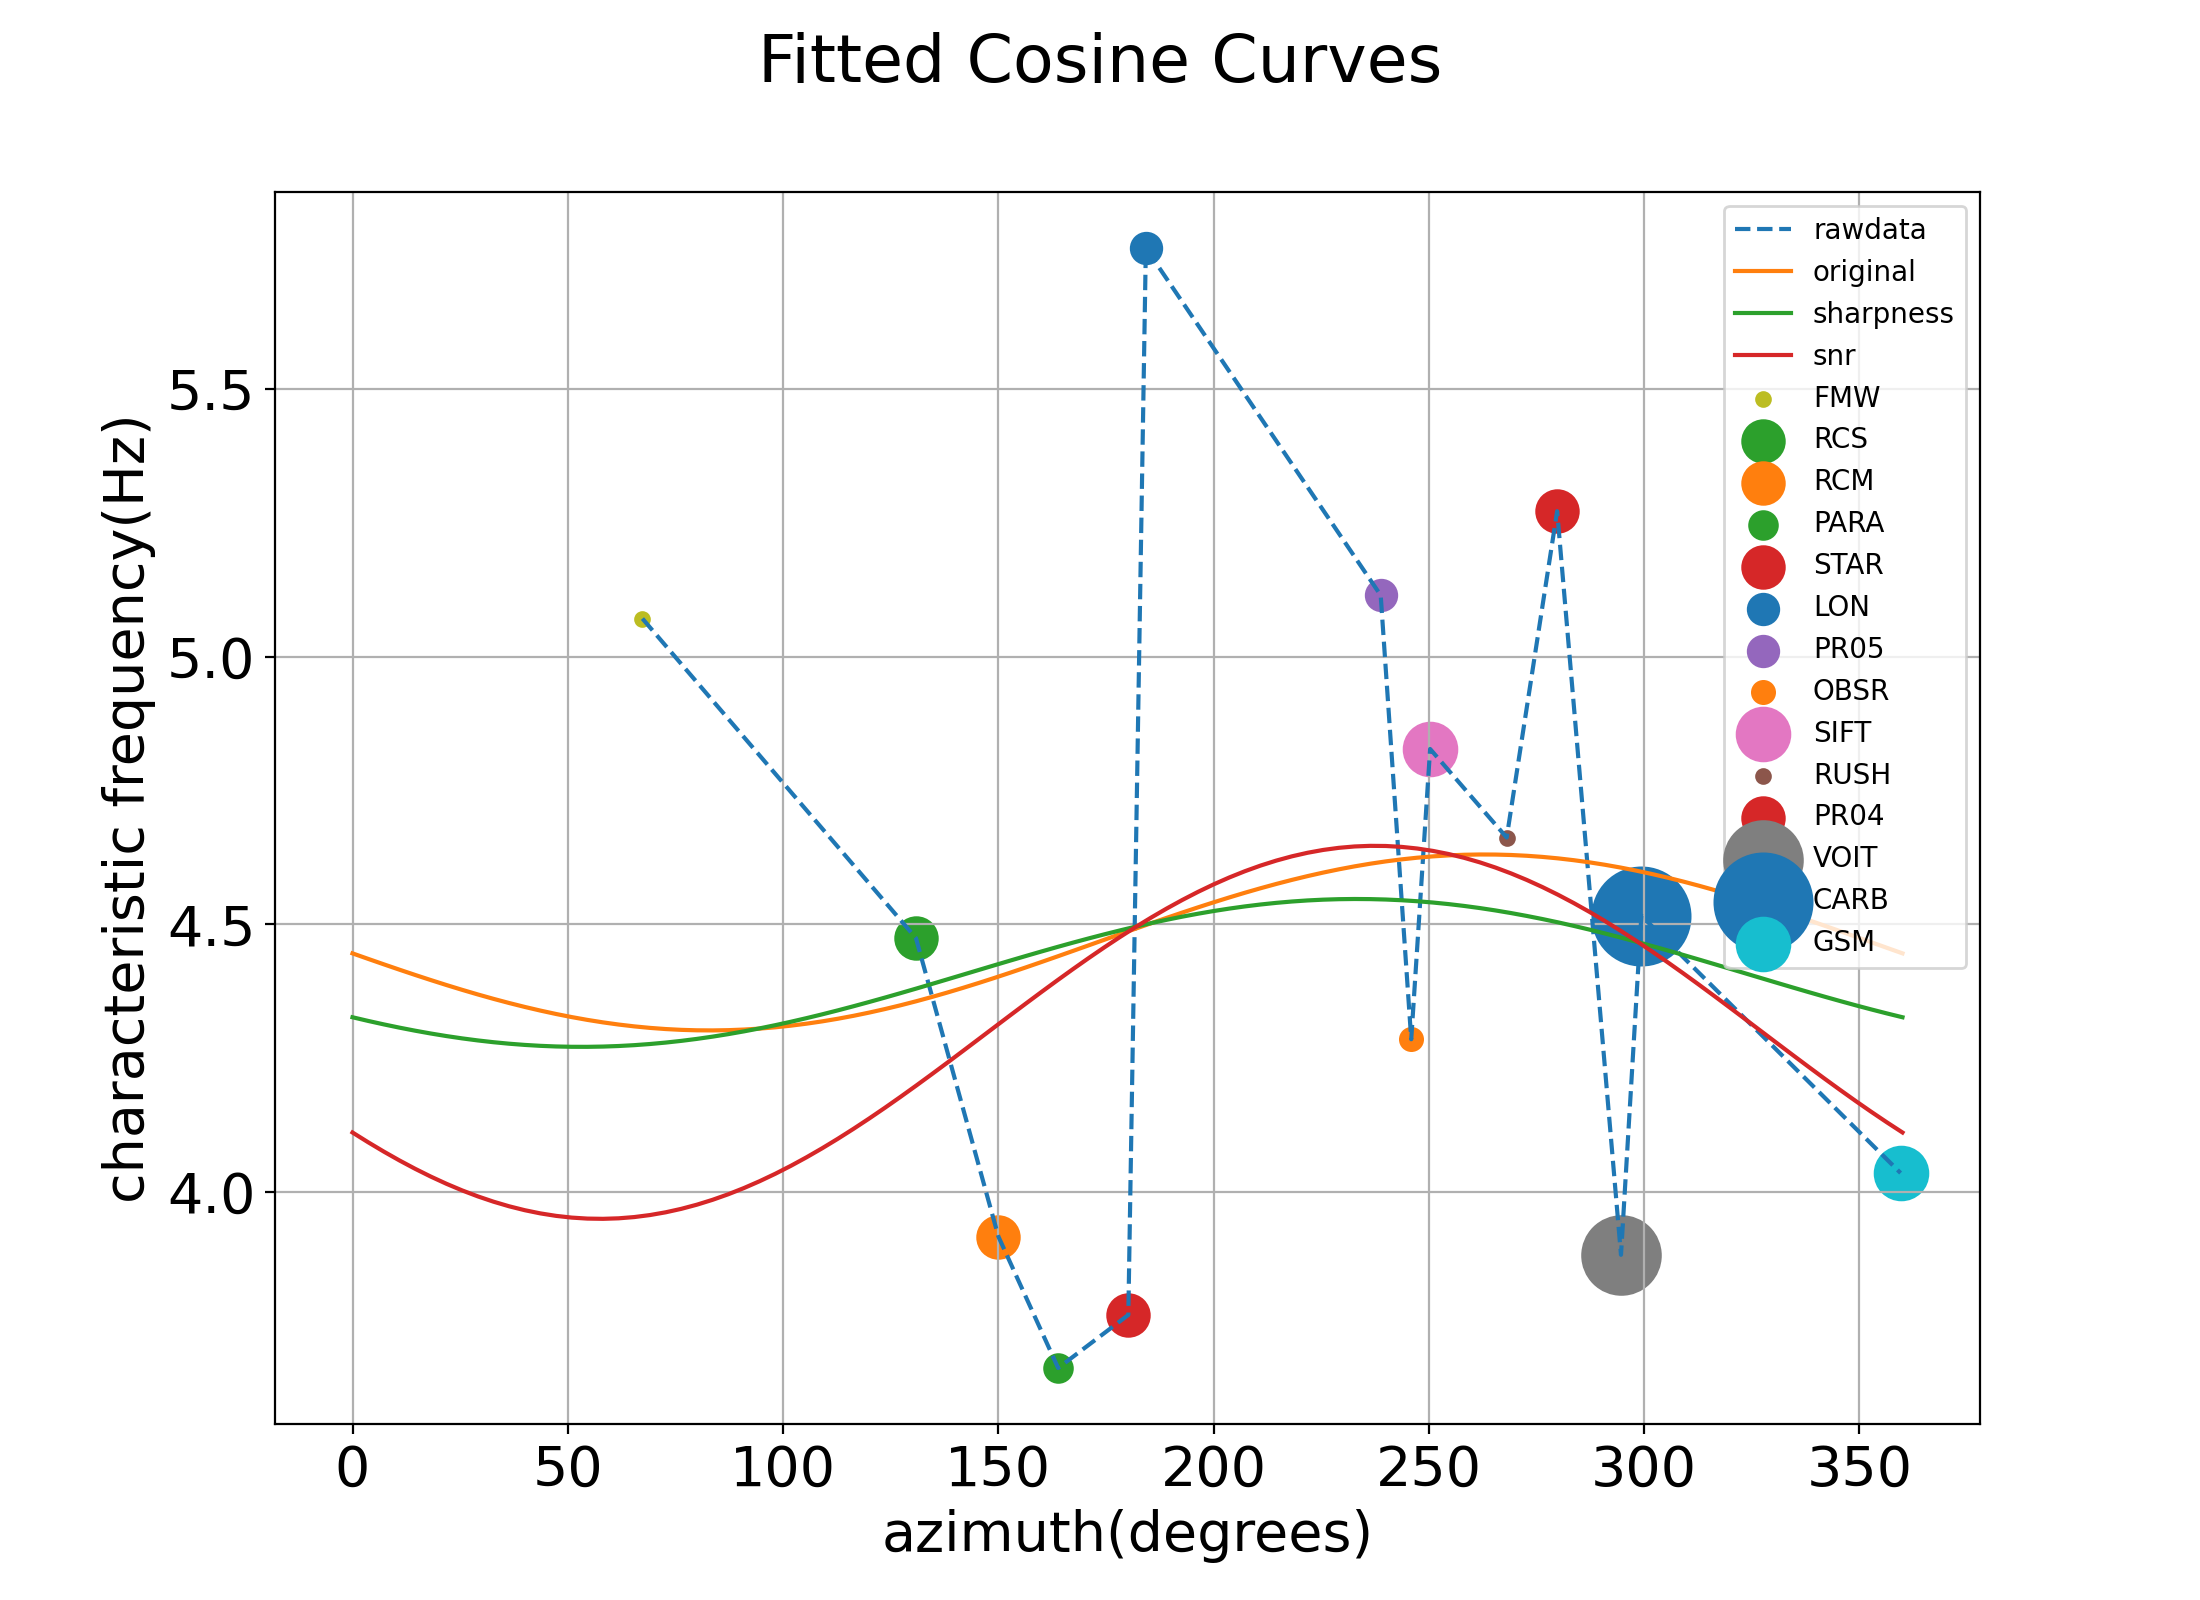 Fitted Cosine Curves
characteristic frequency(Hz)
5.5
5.0
4.5
4.0
rawdata
original
sharpness
snr
FMW
RCS
RCM
PARA
STAR
LON
PR05
OBSR
SIFT
RUSH
PR04
VOIT
CARB
GSM
0 50 100 150 200 250 300 350
azimuth(degrees)